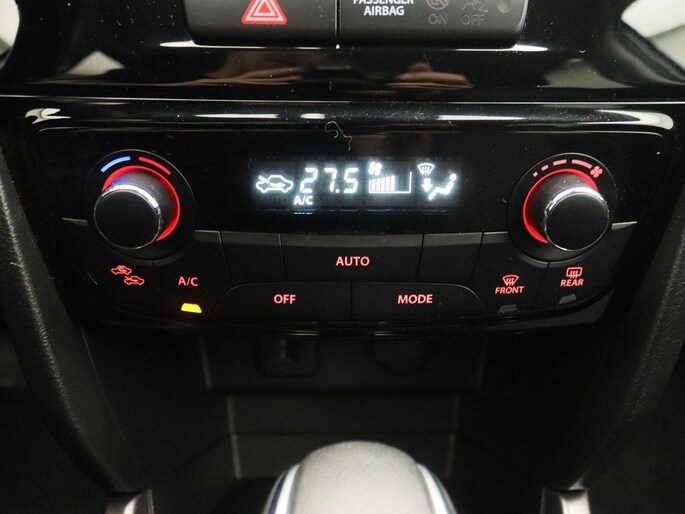 PASSENGER
AIRBAG
ON
OFF
27.5
A/C
AUTO
A/C
OFF
MODE
FRONT
REAR